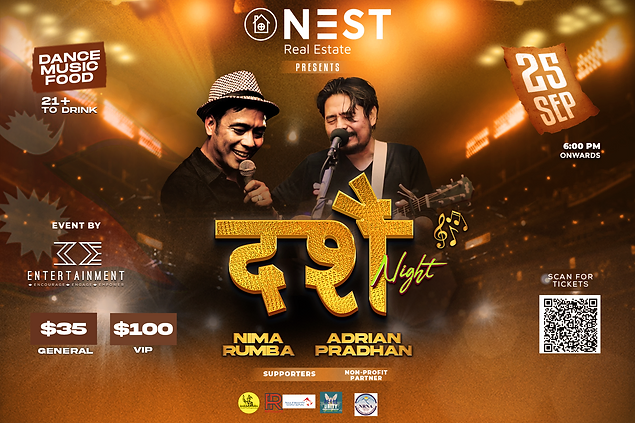 NEST
Real Estate
PRESENTS
DANCE
MUSIC
FOOD
21+
TO DRINK
25
SEP
6:00 PM
ONWARDS
EVENT BY
ENTERTAINMENT
ENCOURAGE • ENGAGE • EMPOWER
दशैं
Night
SCAN FOR
TICKETS
$35
GENERAL
$100
VIP
NIMA
RUMBA
ADRIAN
PRADHAN
SUPPORTERS
NON-PROFIT
PARTNER